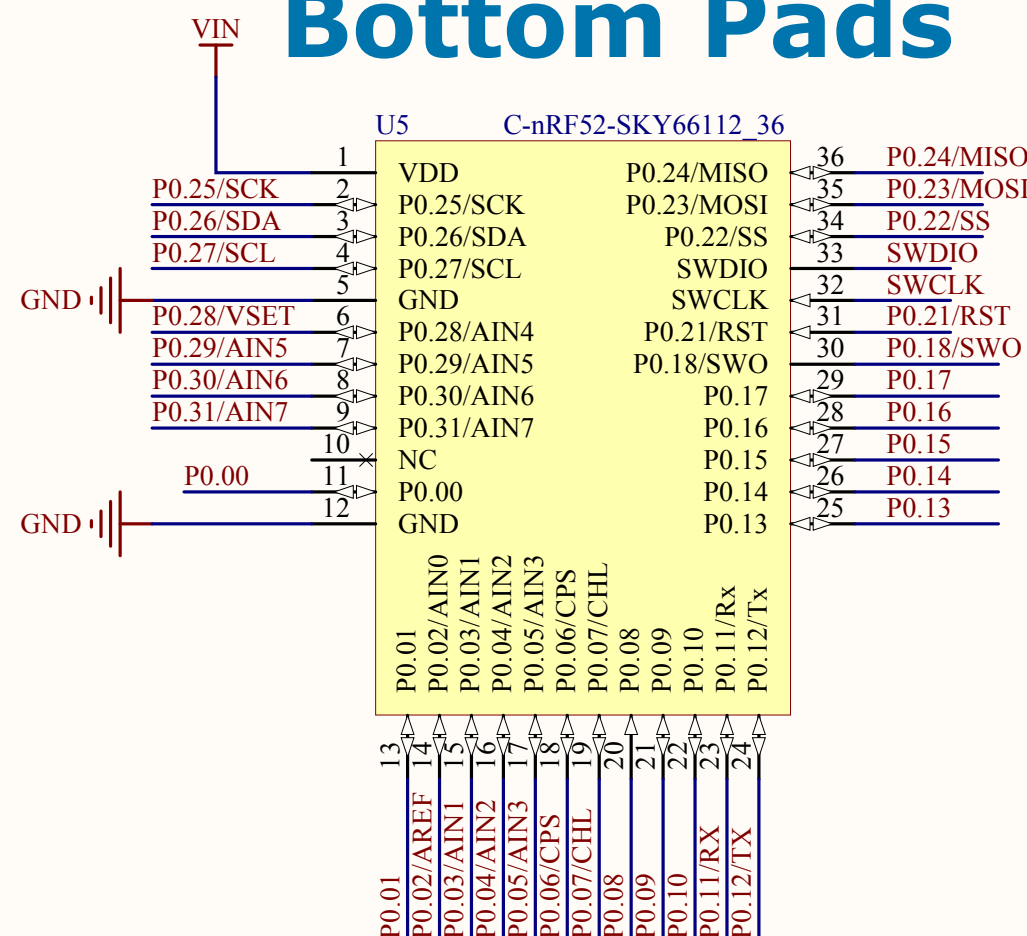 Bottom Pads
VIN
U5 C-nRF52-SKY66112_36
1 VDD P0.24/MISO 36 P0.24/MISO
P0.25/SCK 2 P0.25/SCK P0.23/MOSI 35 P0.23/MOSI
P0.26/SDA 3 P0.26/SDA P0.22/SS 34 P0.22/SS
P0.27/SCL 4 P0.27/SCL SWDIO 33 SWDIO
GND 5 GND SWCLK 32 SWCLK
P0.28/VSET 6 P0.28/AIN4 P0.21/RST 31 P0.21/RST
P0.29/AIN5 7 P0.29/AIN5 P0.18/SWO 30 P0.18/SWO
P0.30/AIN6 8 P0.30/AIN6 P0.17 29 P0.17
P0.31/AIN7 9 P0.31/AIN7 P0.16 28 P0.16
10 NC P0.15 27 P0.15
P0.00 11 P0.00 P0.14 26 P0.14
GND 12 GND P0.13 25 P0.13
P0.01 P0.02/AIN0 P0.03/AIN1 P0.04/AIN2 P0.05/AIN3 P0.06/CPS P0.07/CHL P0.08 P0.09 P0.10 P0.11/Rx P0.12/Tx
13 14 15 16 17 18 19 20 21 22 23 24
P0.01 P0.02/AREF P0.03/AIN1 P0.04/AIN2 P0.05/AIN3 P0.06/CPS P0.07/CHL P0.08 P0.09 P0.10 P0.11/RX P0.12/TX